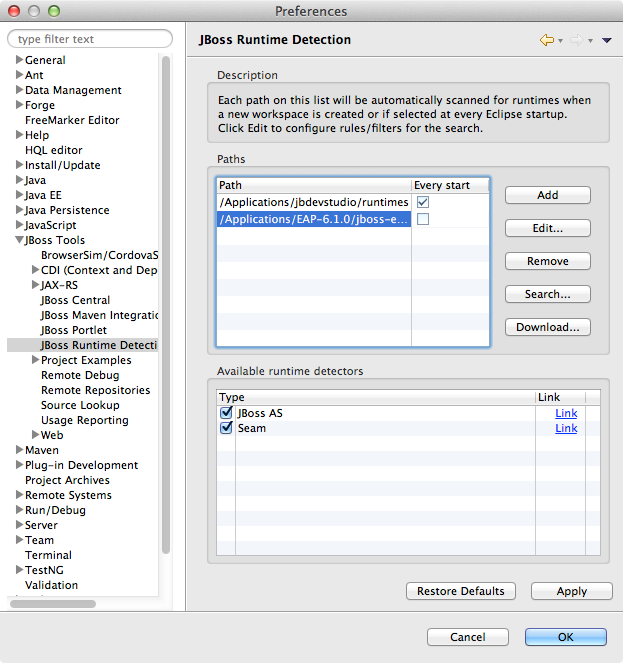 Preferences
type filter text
General
Ant
Data Management
Forge
FreeMarker Editor
Help
HQL editor
Install/Update
Java
Java EE
Java Persistence
JavaScript
JBoss Tools
BrowserSim/CordovaS
CDI (Context and Dep
JAX-RS
JBoss Central
JBoss Maven Integratio
JBoss Portlet
JBoss Runtime Detecti
Project Examples
Remote Debug
Remote Repositories
Source Lookup
Usage Reporting
Web
Maven
Plug-in Development
Project Archives
Remote Systems
Run/Debug
Server
Team
Terminal
TestNG
Validation
JBoss Runtime Detection
Description
Each path on this list will be automatically scanned for runtimes when
a new workspace is created or if selected at every Eclipse startup.
Click Edit to configure rules/filters for the search.
Paths
Path Every start
/Applications/jbdevstudio/runtimes
/Applications/EAP-6.1.0/jboss-e...
Add
Edit...
Remove
Search...
Download...
Available runtime detectors
Type Link
JBoss AS Link
Seam Link
Restore Defaults Apply
Cancel OK